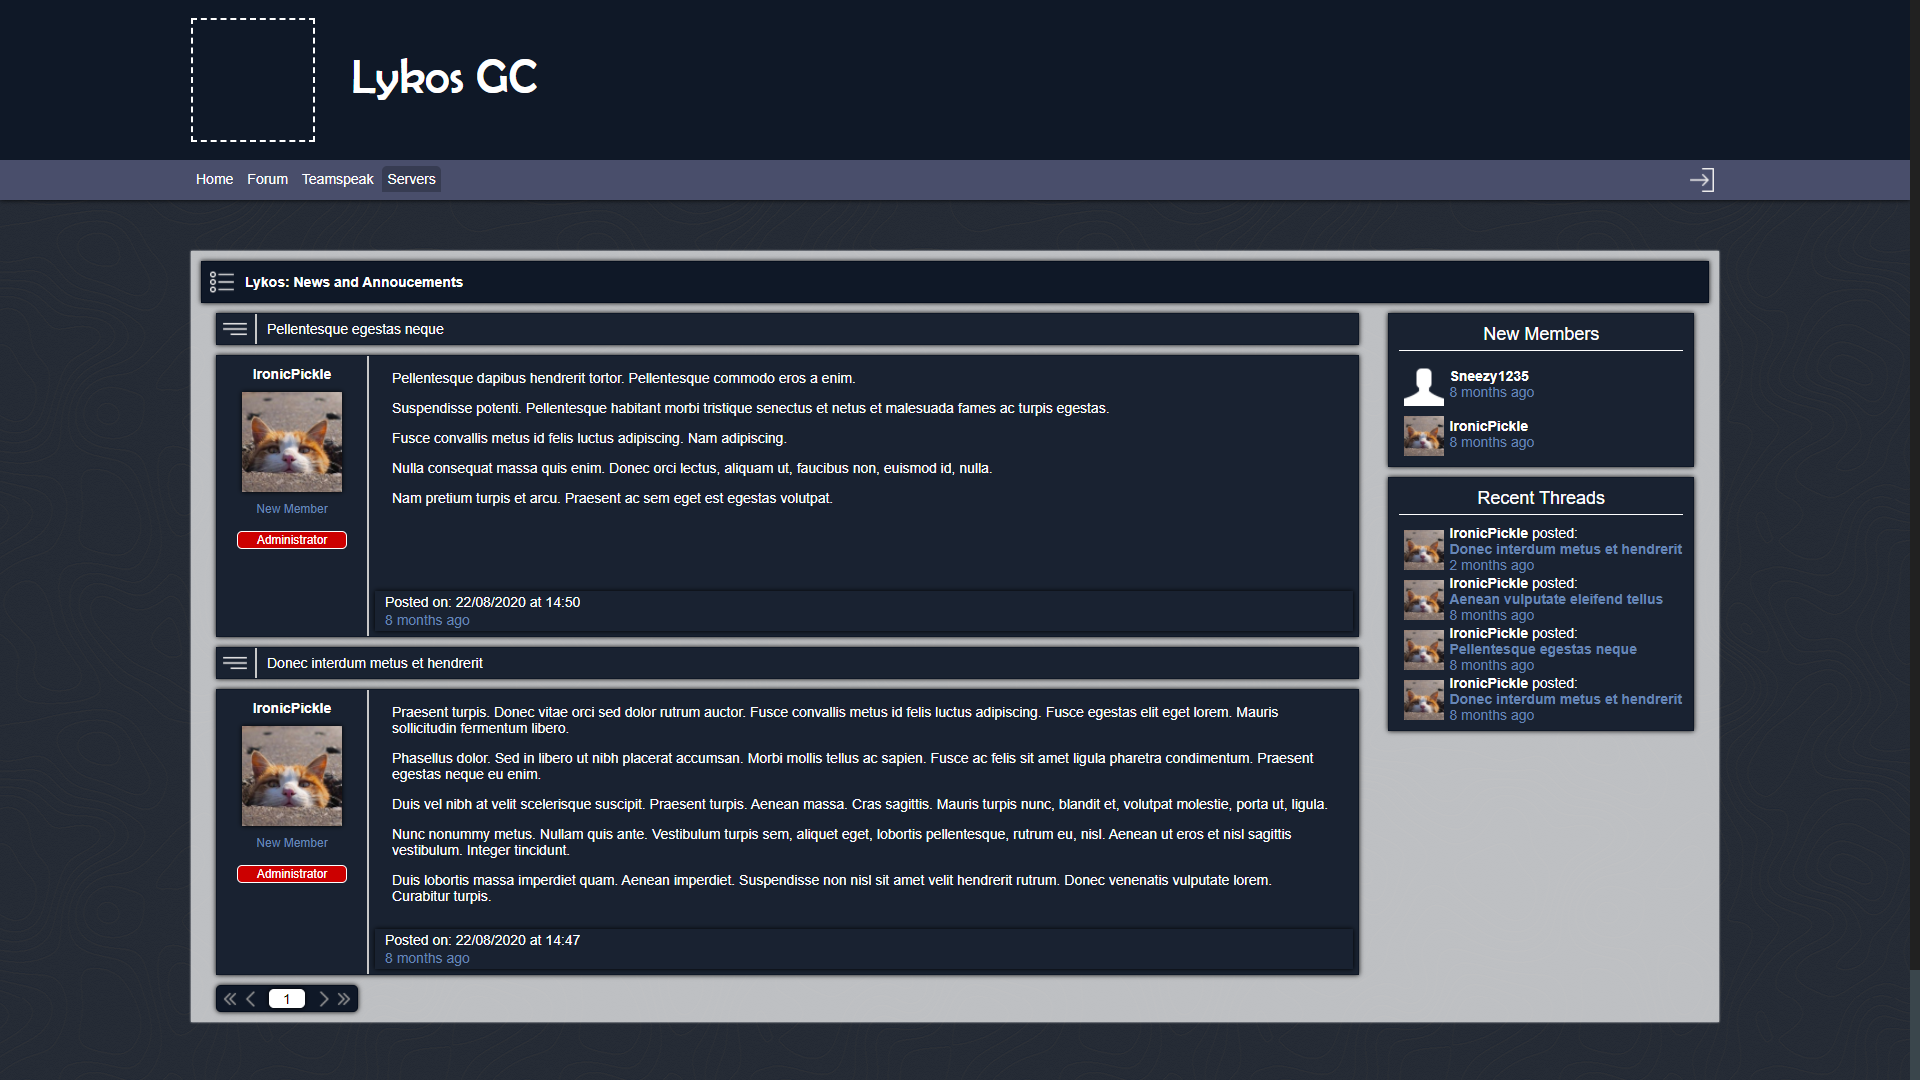 Lykos GC
Home Forum Teamspeak Servers
Lykos: News and Annoucements
Pellentesque egestas neque
IronicPickle
New Member
Administrator
Pellentesque dapibus hendrerit tortor. Pellentesque commodo eros a enim.
Suspendisse potenti. Pellentesque habitant morbi tristique senectus et netus et malesuada fames ac turpis egestas.
Fusce convallis metus id felis luctus adipiscing. Nam adipiscing.
Nulla consequat massa quis enim. Donec orci lectus, aliquam ut, faucibus non, euismod id, nulla.
Nam pretium turpis et arcu. Praesent ac sem eget est egestas volutpat.
Posted on: 22/08/2020 at 14:50
8 months ago
Donec interdum metus et hendrerit
IronicPickle
New Member
Administrator
Praesent turpis. Donec vitae orci sed dolor rutrum auctor. Fusce convallis metus id felis luctus adipiscing. Fusce egestas elit eget lorem. Mauris
sollicitudin fermentum libero.
Phasellus dolor. Sed in libero ut nibh placerat accumsan. Morbi mollis tellus ac sapien. Fusce ac felis sit amet ligula pharetra condimentum. Praesent
egestas neque eu enim.
Duis vel nibh at velit scelerisque suscipit. Praesent turpis. Aenean massa. Cras sagittis. Mauris turpis nunc, blandit et, volutpat molestie, porta ut, ligula.
Nunc nonummy metus. Nullam quis ante. Vestibulum turpis sem, aliquet eget, lobortis pellentesque, rutrum eu, nisl. Aenean ut eros et nisl sagittis
vestibulum. Integer tincidunt.
Duis lobortis massa imperdiet quam. Aenean imperdiet. Suspendisse non nisl sit amet velit hendrerit rutrum. Donec venenatis vulputate lorem.
Curabitur turpis.
Posted on: 22/08/2020 at 14:47
8 months ago
1
New Members
Sneezy1235
8 months ago
IronicPickle
8 months ago
Recent Threads
IronicPickle posted:
Donec interdum metus et hendrerit
2 months ago
IronicPickle posted:
Aenean vulputate eleifend tellus
8 months ago
IronicPickle posted:
Pellentesque egestas neque
8 months ago
IronicPickle posted:
Donec interdum metus et hendrerit
8 months ago